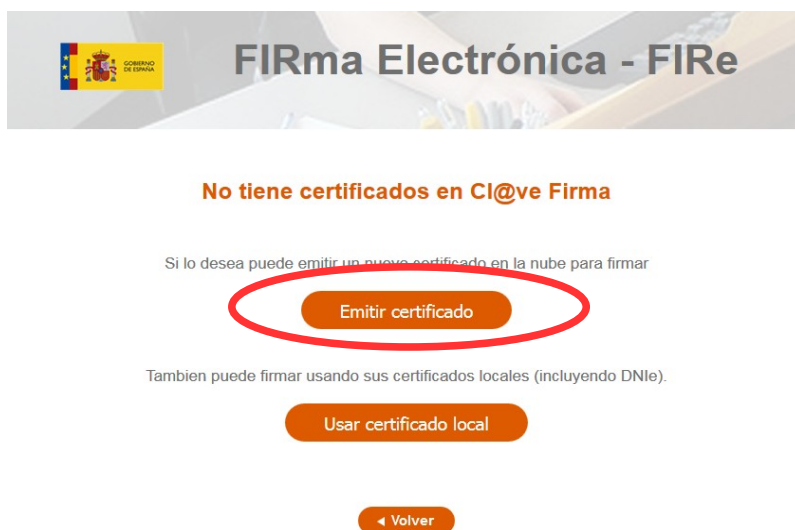 GOBIERNO
DE ESPAÑA
FIRma Electrónica - FIRe
No tiene certificados en Cl@ve Firma
Si lo desea puede emitir un nuevo certificado en la nube para firmar
Emitir certificado
Tambien puede firmar usando sus certificados locales (incluyendo DNIe).
Usar certificado local
Volver